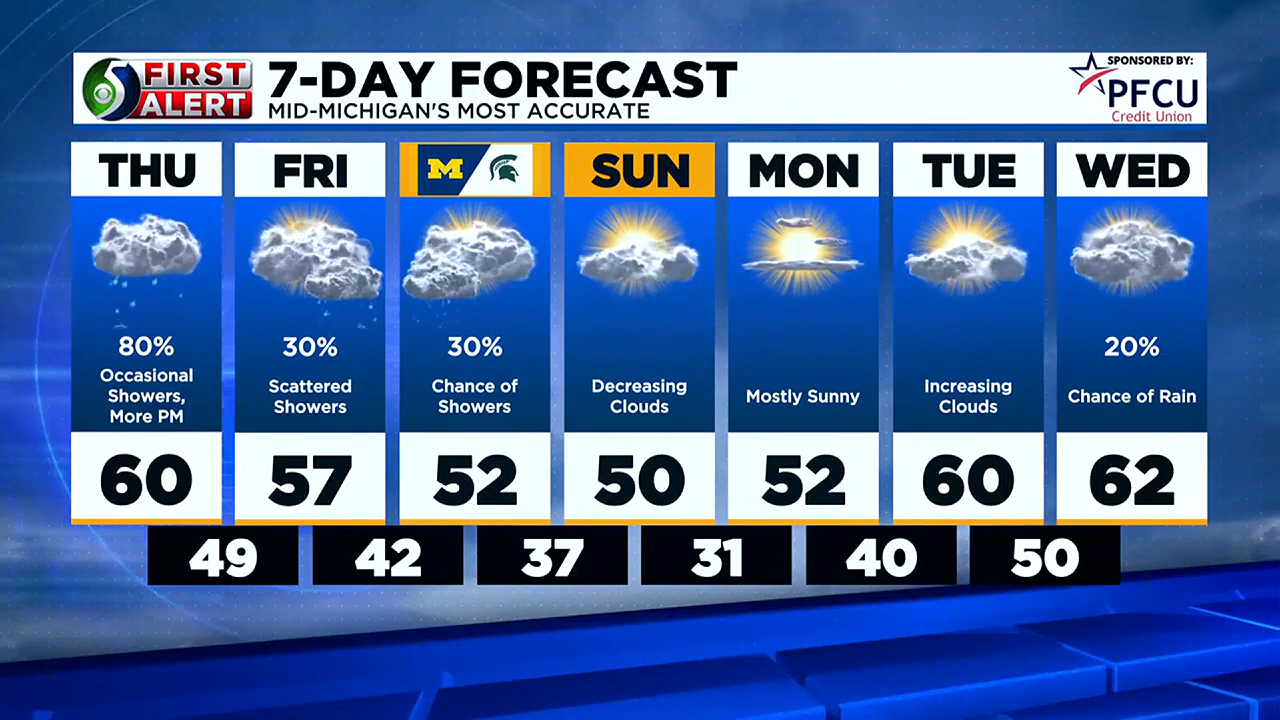 5 FIRST
ALERT
7-DAY FORECAST
MID-MICHIGAN'S MOST ACCURATE
SPONSORED BY:
PFCU
Credit Union
THU
FRI
M
SUN
MON
TUE
WED
80%
Occasional
Showers,
More PM
30%
Scattered
Showers
30%
Chance of
Showers
Decreasing
Clouds
Mostly Sunny
Increasing
Clouds
20%
Chance of Rain
60
57
52
50
52
60
62
49
42
37
31
40
50